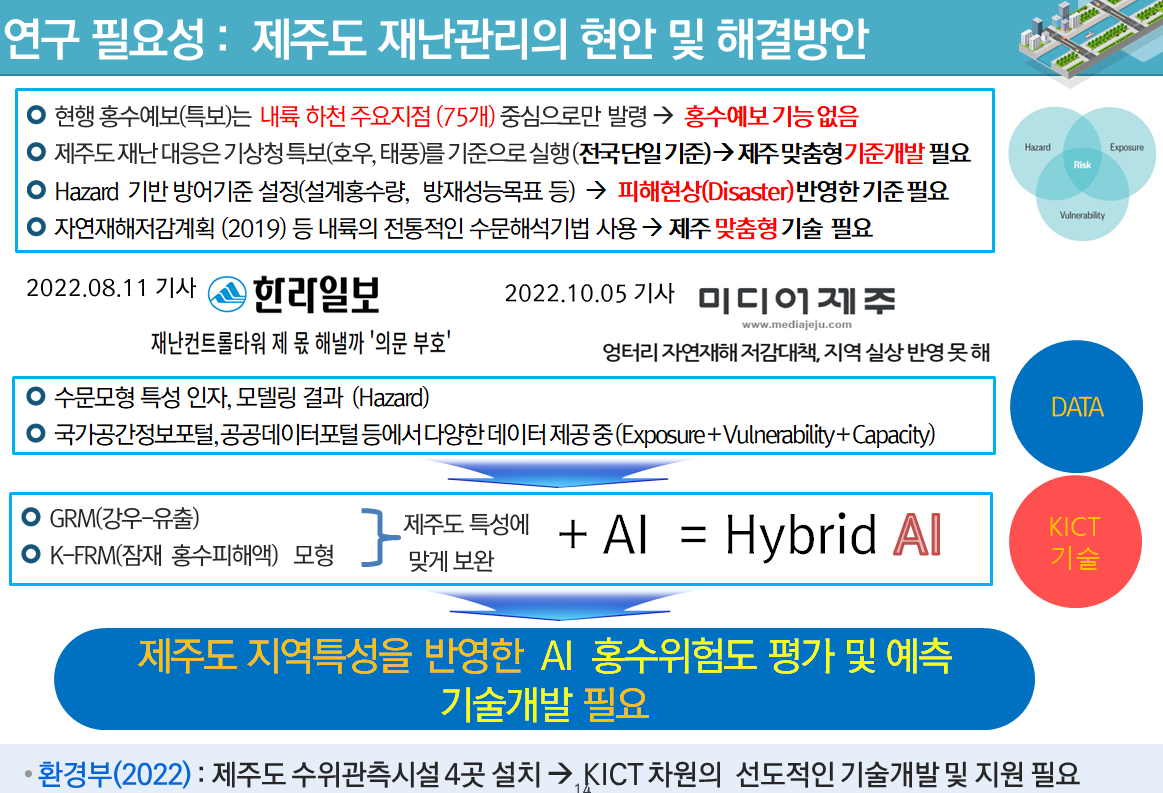 연구 필요성 : 제주도 재난관리의 현안 및 해결방안
현행 홍수예보(특보)는 내륙 하천 주요지점 (75개) 중심으로만 발령 → 홍수예보 기능 없음
제주도 재난 대응은 기상청 특보(호우, 태풍)를 기준으로 실행 (전국 단일 기준) → 제주 맞춤형 기준개발 필요
Hazard 기반 방어기준 설정(설계홍수량, 방재성능목표 등) → 피해현상(Disaster) 반영한 기준 필요
자연재해저감계획 (2019) 등 내륙의 전통적인 수문해석기법 사용 → 제주 맞춤형 기술 필요
Hazard
Exposure
Risk
Vulnerability
2022.08.11 기사 한라일보
재난컨트롤타워 제 몫 해낼까 '의문 부호'
2022.10.05 기사 미디어제주
www.mediajeju.com
엉터리 자연재해 저감대책, 지역 실상 반영 못 해
수문모형 특성 인자, 모델링 결과 (Hazard)
국가공간정보포털, 공공데이터포털 등에서 다양한 데이터 제공 중 (Exposure + Vulnerability + Capacity)
DATA
GRM(강우-유출)
K-FRM(잠재 홍수피해액) 모형
제주도 특성에
맞게 보완
+ AI = Hybrid AI
KICT
기술
제주도 지역특성을 반영한 AI 홍수위험도 평가 및 예측
기술개발 필요
• 환경부(2022) : 제주도 수위관측시설 4곳 설치 → KICT 차원의 선도적인 기술개발 및 지원 필요
14